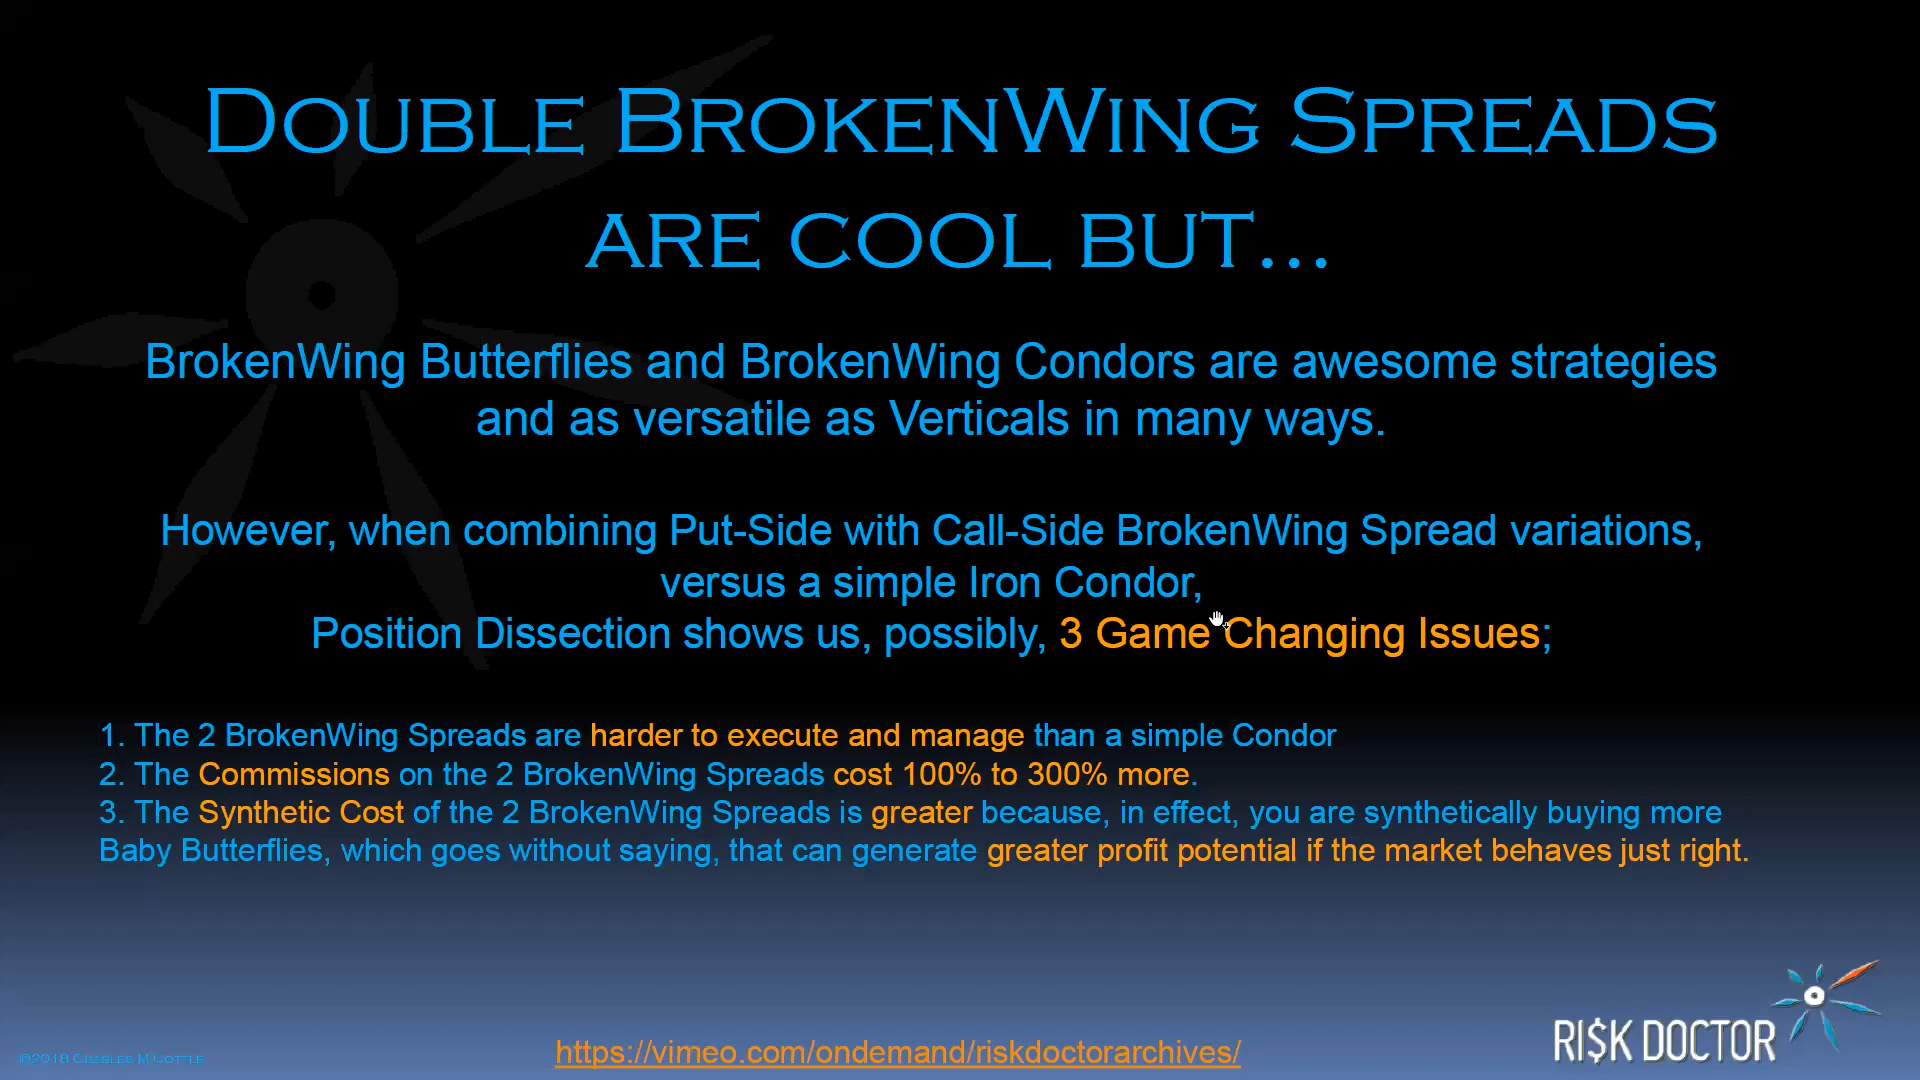 DOUBLE BROKENWING SPREADS
ARE COOL BUT...
BrokenWing Butterflies and BrokenWing Condors are awesome strategies
and as versatile as Verticals in many ways.
However, when combining Put-Side with Call-Side BrokenWing Spread variations,
versus a simple Iron Condor,
Position Dissection shows us, possibly, 3 Game Changing Issues;
1. The 2 BrokenWing Spreads are harder to execute and manage than a simple Condor
2. The Commissions on the 2 BrokenWing Spreads cost 100% to 300% more.
3. The Synthetic Cost of the 2 BrokenWing Spreads is greater because, in effect, you are synthetically buying more
Baby Butterflies, which goes without saying, that can generate greater profit potential if the market behaves just right.
©2018 CHARLES M COTTLE
https://vimeo.com/ondemand/riskdoctorarchives/
RI$K DOCTOR